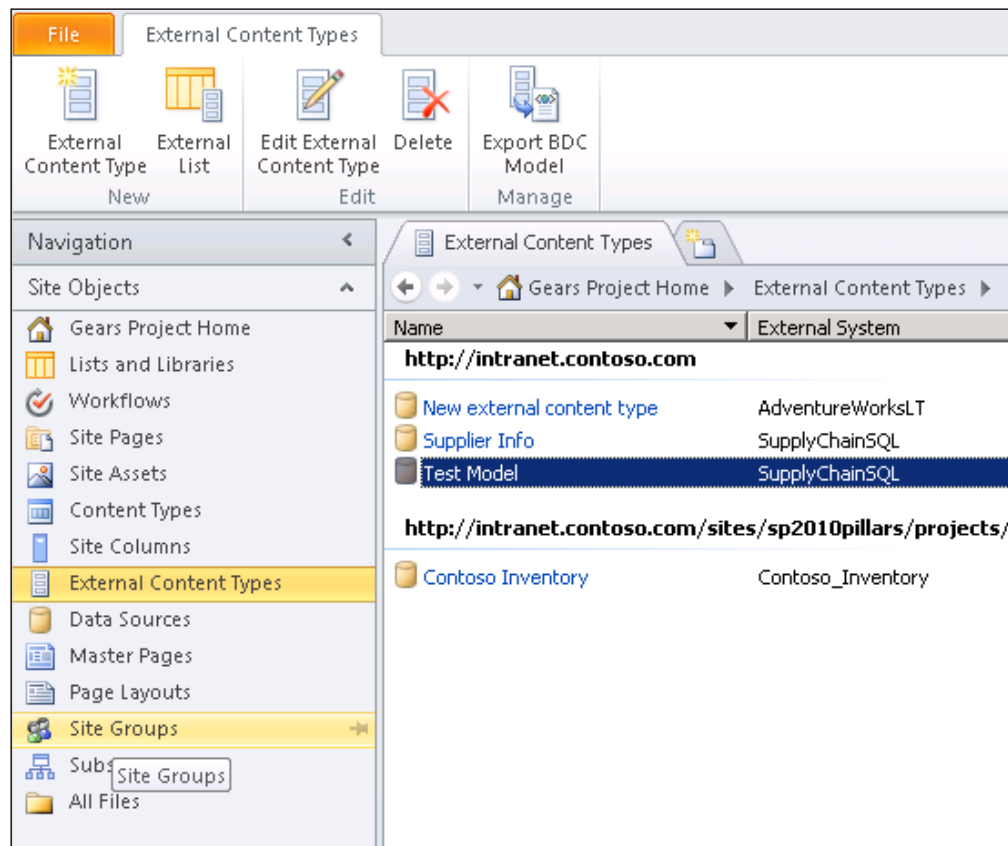 File
External Content Types
External Content Type
External List
Edit External Content Type
Delete
Export BDC Model
New
Edit
Manage
Navigation
Site Objects
Gears Project Home
Lists and Libraries
Workflows
Site Pages
Site Assets
Content Types
Site Columns
External Content Types
Data Sources
Master Pages
Page Layouts
Site Groups
Subs
Site Groups
All Files
External Content Types
Gears Project Home
External Content Types
Name
External System
http://intranet.contoso.com
New external content type AdventureWorksLT
Supplier Info SupplyChainSQL
Test Model SupplyChainSQL
http://intranet.contoso.com/sites/sp2010pillars/projects/
Contoso Inventory Contoso_Inventory